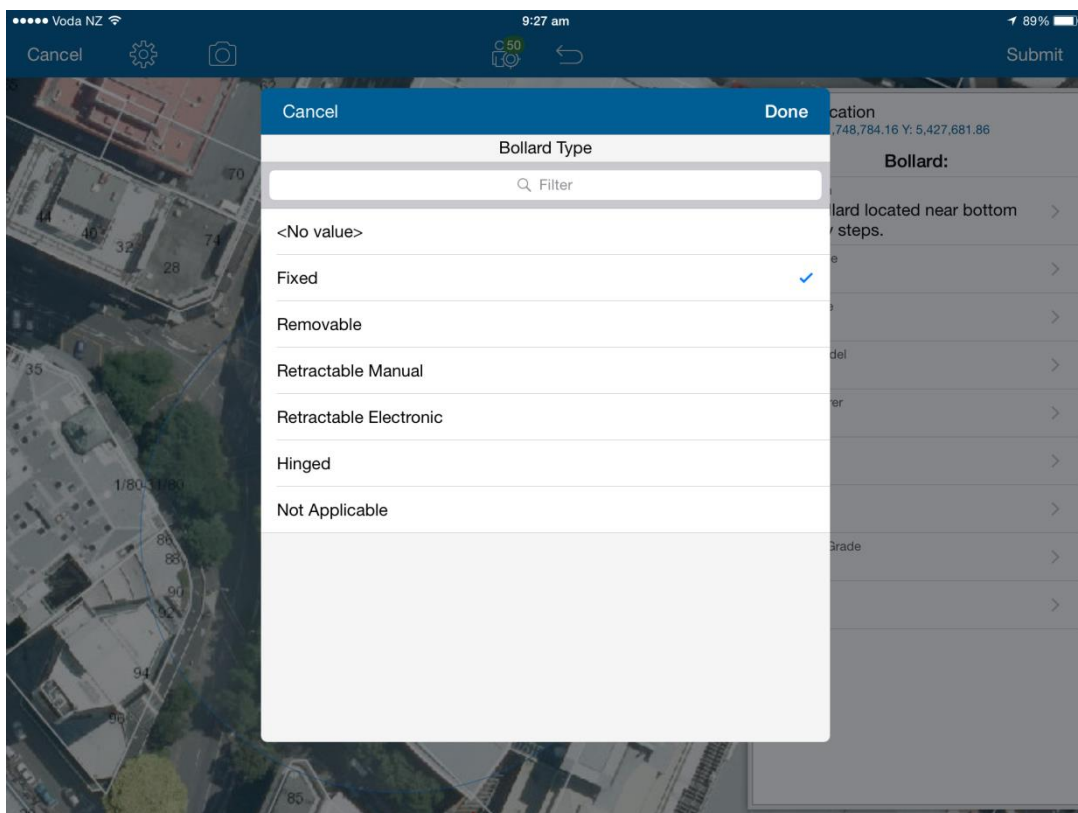 Voda NZ
9:27 am
89%
Cancel
50
Submit
Cancel
Done
Bollard Type
Filter
<No value>
Fixed
Removable
Retractable Manual
Retractable Electronic
Hinged
Not Applicable
cation
,748,784.16 Y: 5,427,681.86
Bollard:
llard located near bottom
steps.
e
e
del
rer
Grade
70
44
40
32
74
28
35
1/80
86
88
90
92
94
96
85